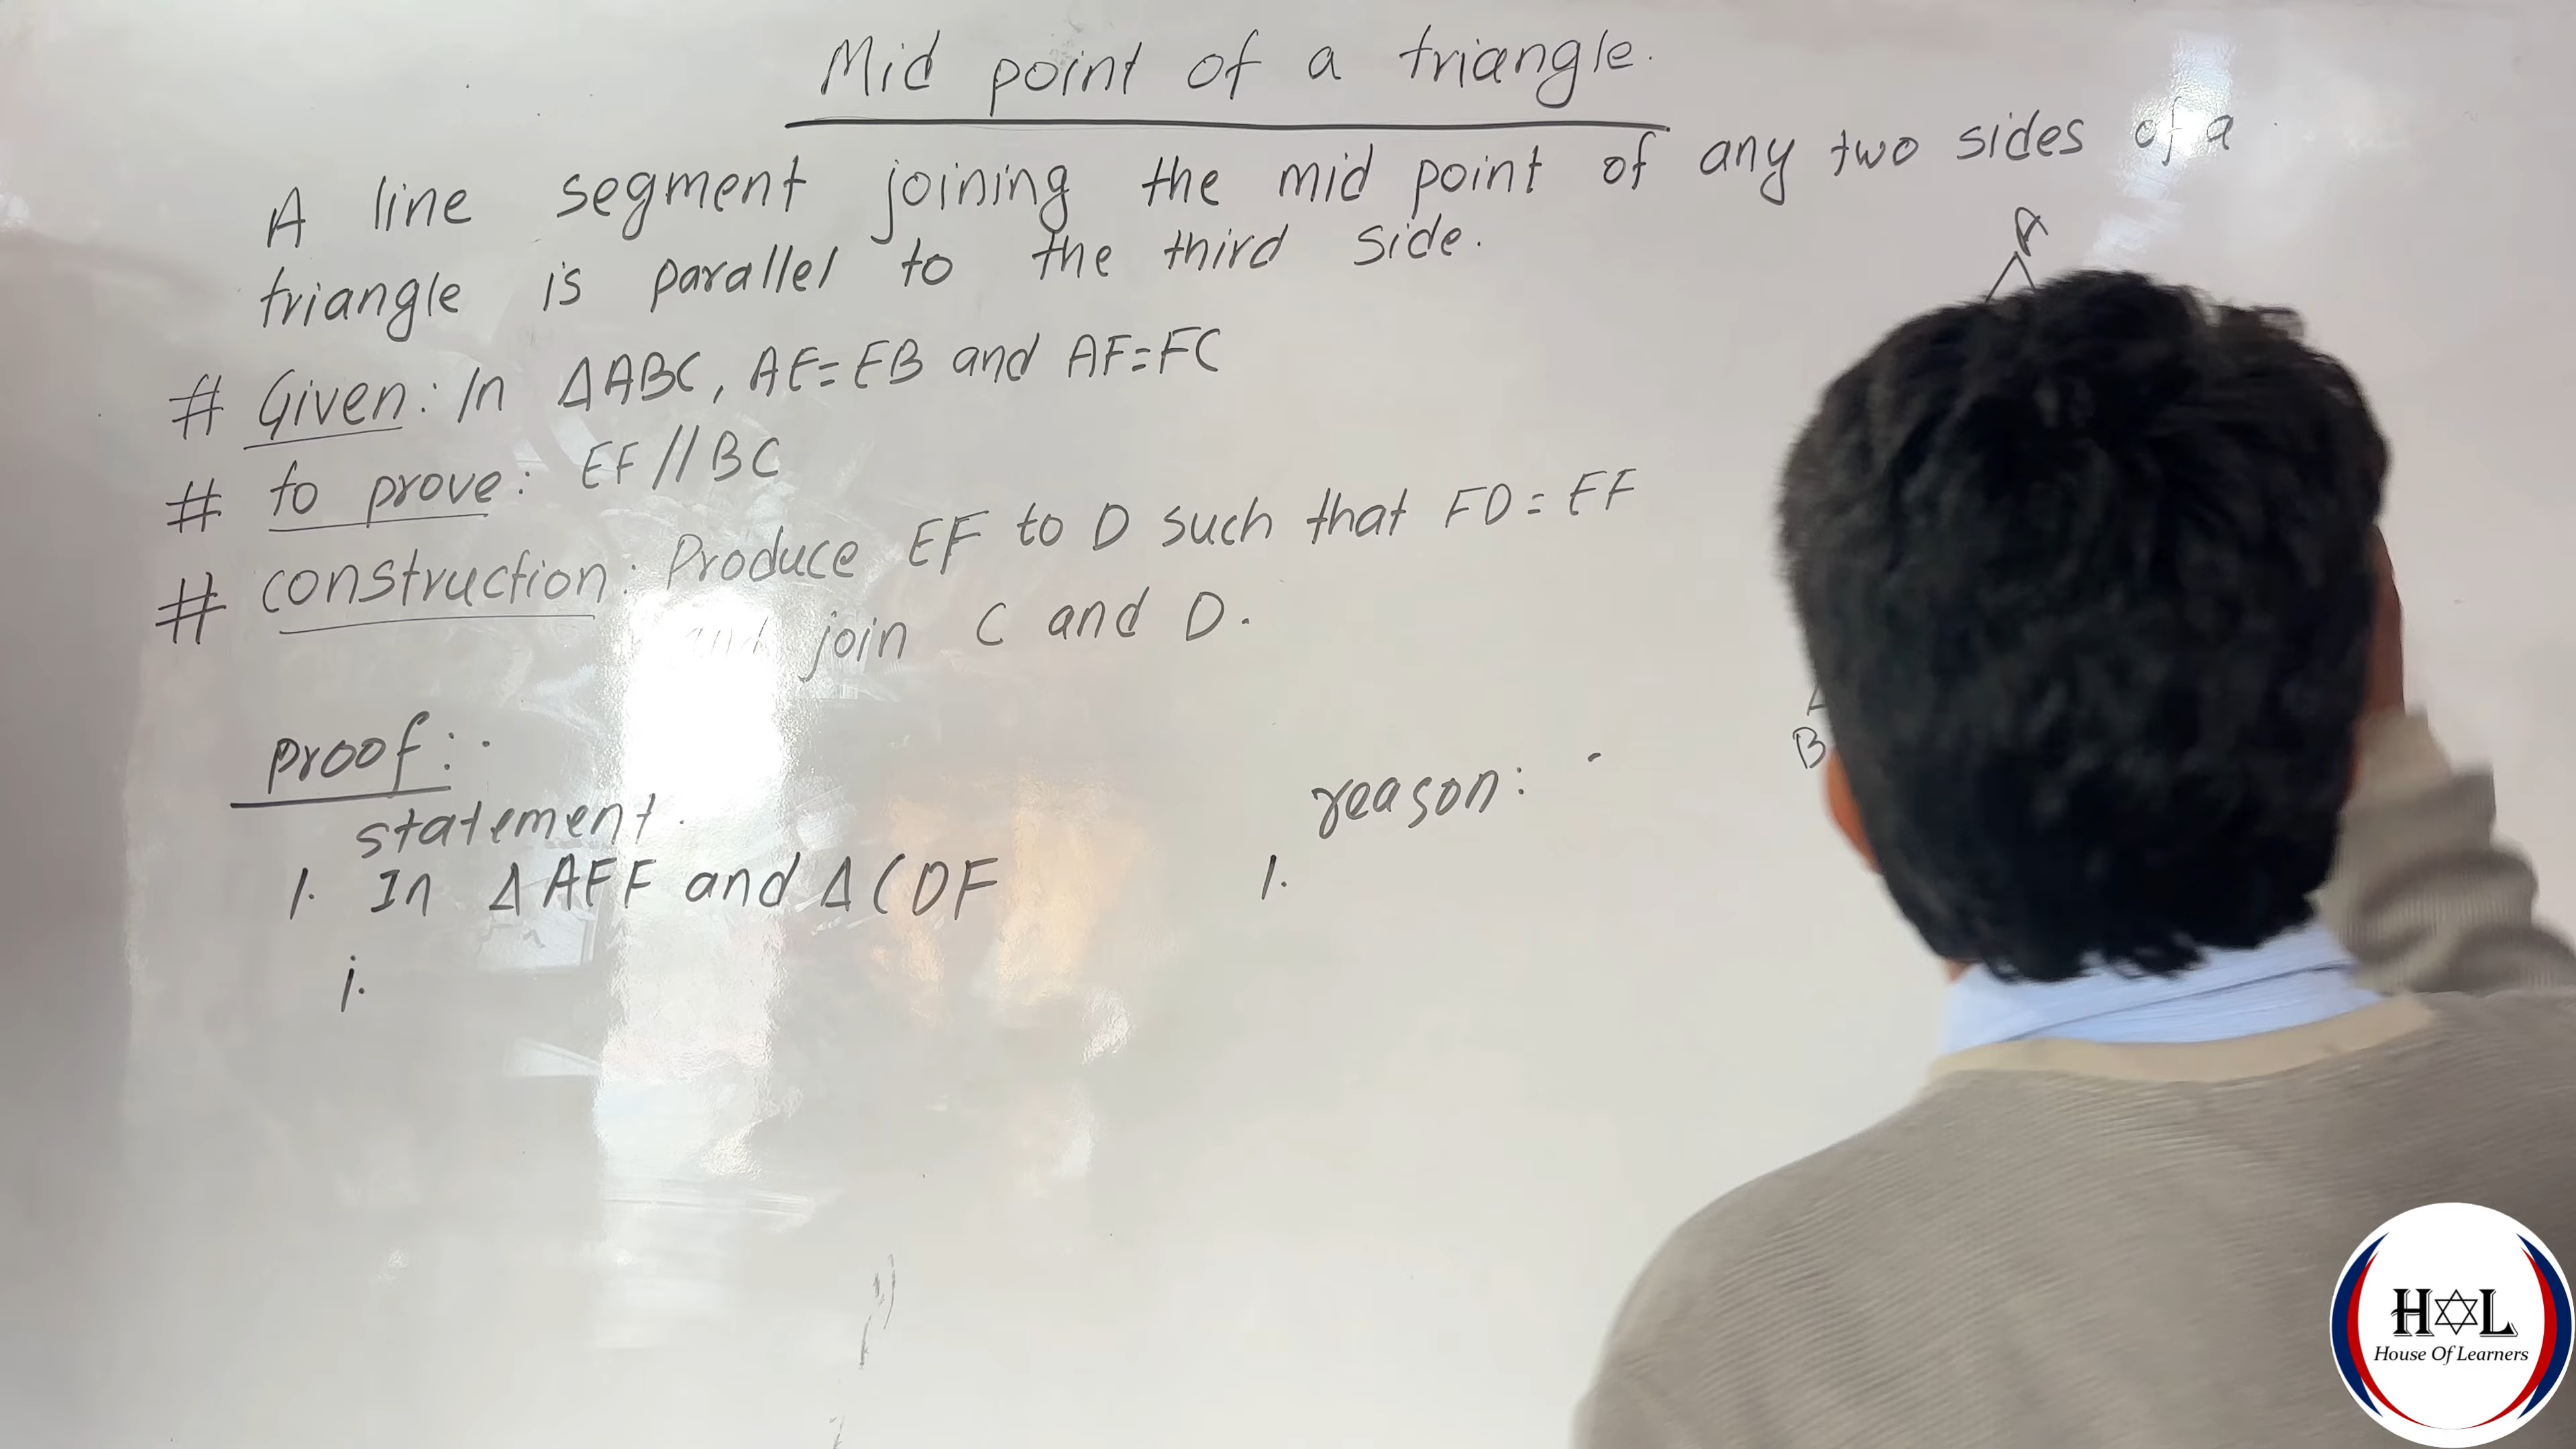 Mid point of a triangle.
A line segment joining the mid point of any two sides of a
triangle is parallel to the third side.
# Given: In ΔABC, AE=EB and AF=FC
# to prove: EF//BC
# construction: Produce EF to D such that FD=EF
and join C and D.
A
B
proof:
statement.
reason:
1. In ΔAEF and ΔCDF
1.
i.
H✡L
House Of Learners